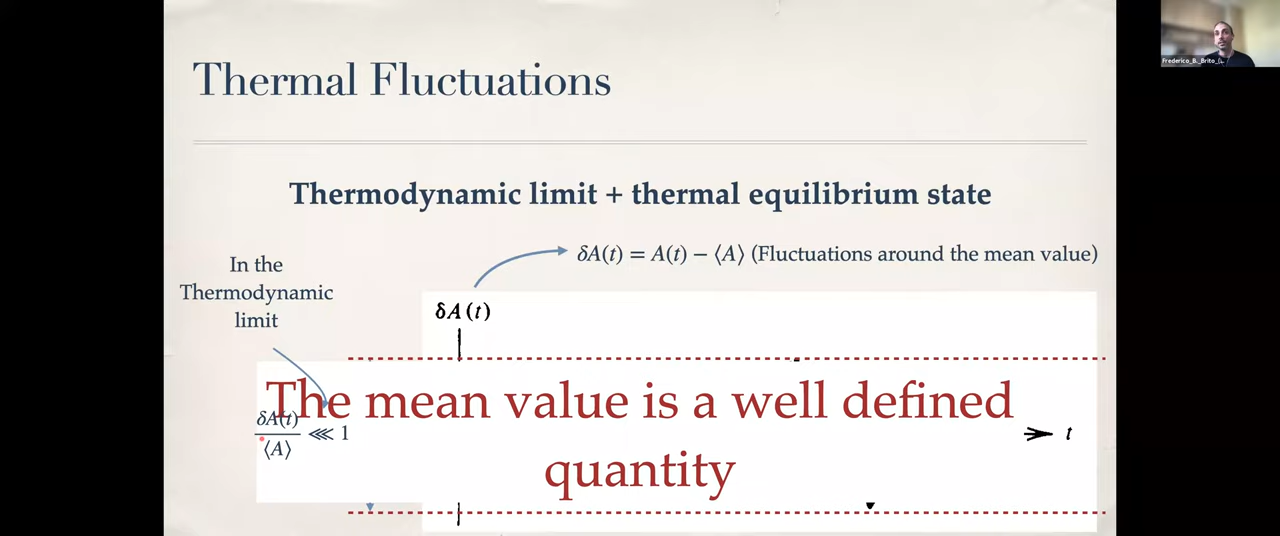 Frederico_B._Brito_(...
Thermal Fluctuations
Thermodynamic limit + thermal equilibrium state
δA(t) = A(t) − ⟨A⟩ (Fluctuations around the mean value)
In the
Thermodynamic
limit
δA(t)
The mean value is a well defined
quantity
δA(t)
⟨A⟩
⋘ 1
t